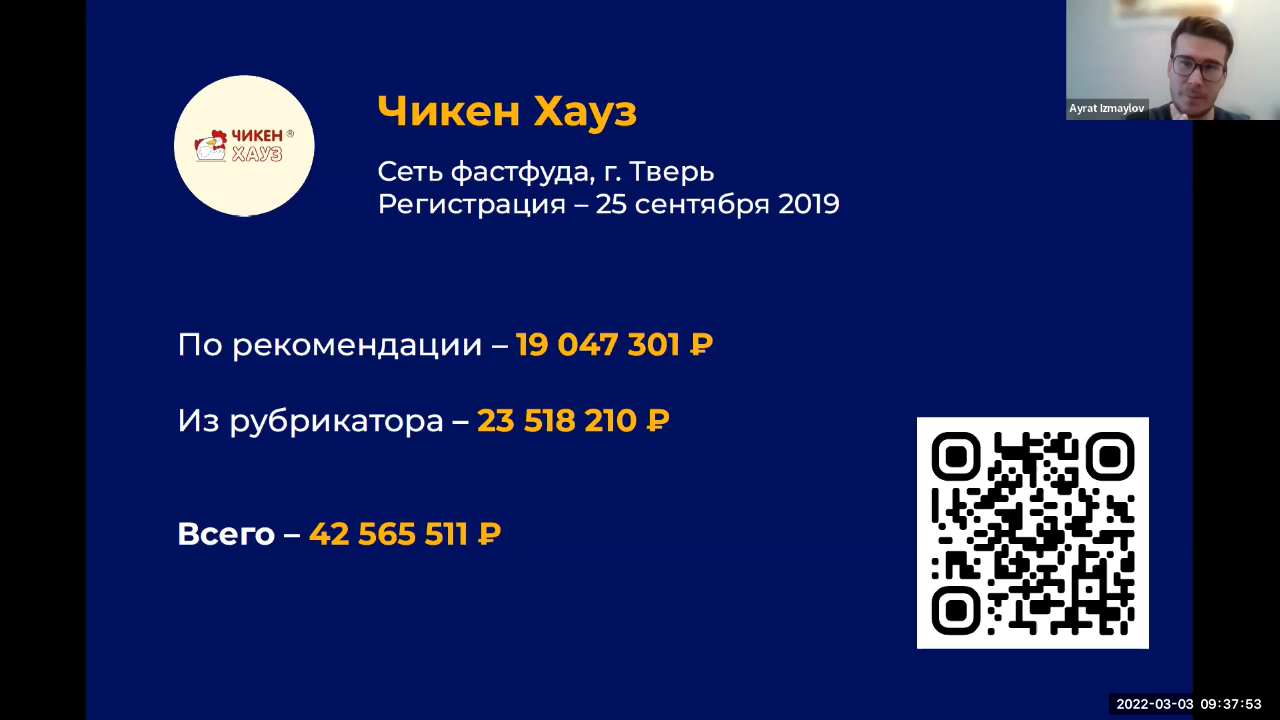 Ayrat Izmaylov
ЧИКЕН ®
ХАУЗ
Чикен Хауз
Сеть фастфуда, г. Тверь
Регистрация – 25 сентября 2019
По рекомендации – 19 047 301 ₽
Из рубрикатора – 23 518 210 ₽
Всего – 42 565 511 ₽
2022-03-03 09:37:53